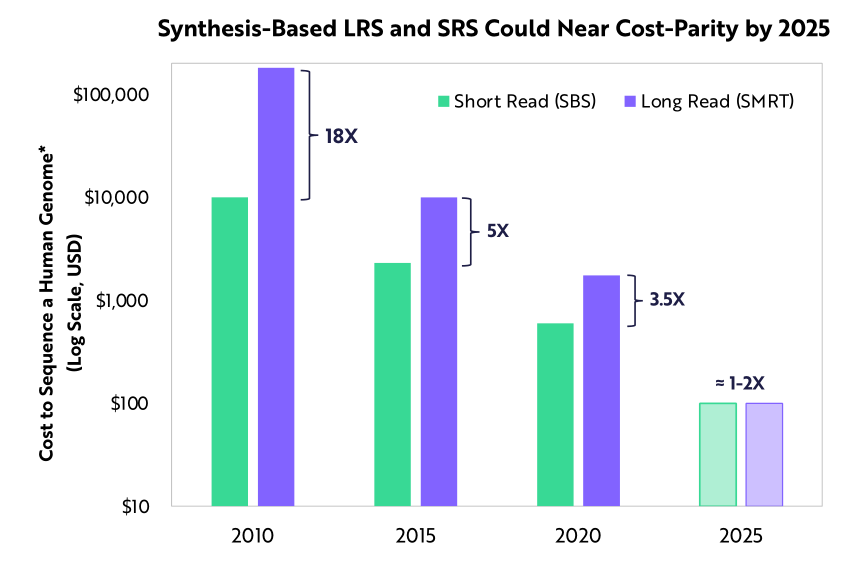 Synthesis-Based LRS and SRS Could Near Cost-Parity by 2025
Short Read (SBS)
Long Read (SMRT)
Cost to Sequence a Human Genome*
(Log Scale, USD)
$100,000
$10,000
$1,000
$100
$10
18X
5X
3.5X
≈ 1-2X
2010
2015
2020
2025